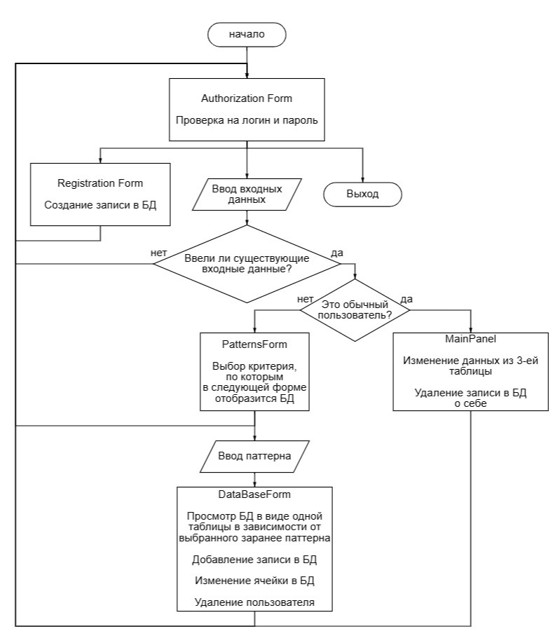 начало
Authorization Form
Проверка на логин и пароль
Registration Form
Создание записи в БД
Ввод входных
данных
Выход
нет
Ввели ли существующие
входные данные?
да
нет
Это обычный
пользователь?
да
PatternsForm
Выбор критерия,
по которым
в следующей форме
отобразится БД
MainPanel
Изменение данных из 3-ей
таблицы
Удаление записи в БД
о себе
Ввод паттерна
DataBaseForm
Просмотр БД в виде одной
таблицы в зависимости от
выбранного заранее паттерна
Добавление записи в БД
Изменение ячейки в БД
Удаление пользователя